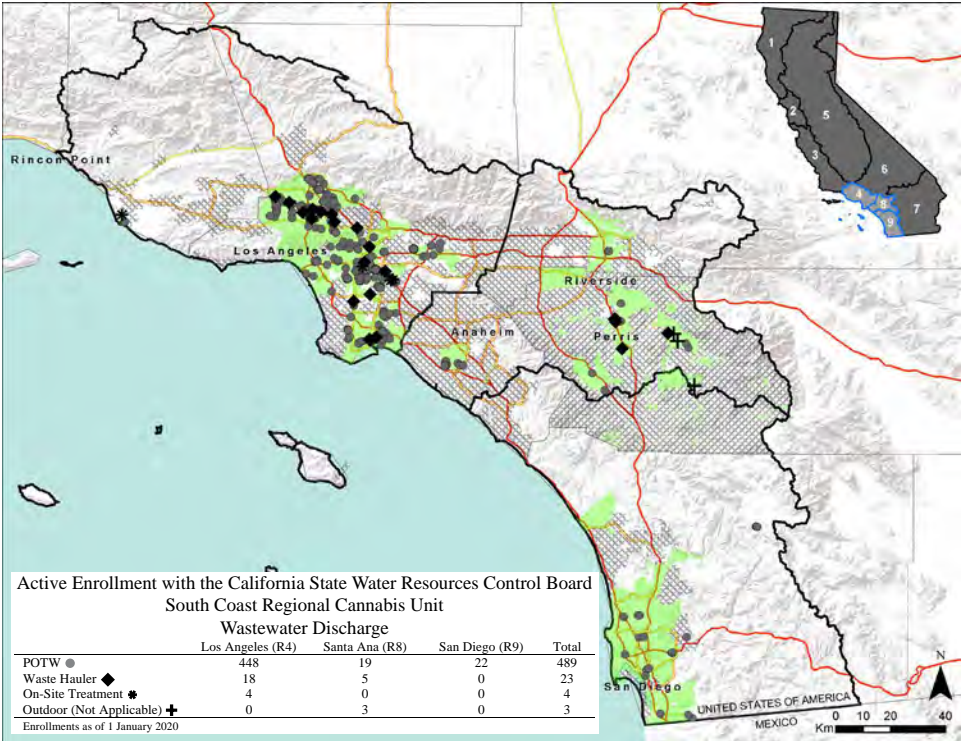 1
2
3
4
5
6
7
8
9
Rincon Point
Los Angeles
Riverside
Anaheim
Perris
San Diego
UNITED STATES OF AMERICA
MEXICO
N
Km
0 10 20 40
Active Enrollment with the California State Water Resources Control Board
South Coast Regional Cannabis Unit
Wastewater Discharge
Los Angeles (R4) Santa Ana (R8) San Diego (R9) Total
POTW 448 19 22 489
Waste Hauler 18 5 0 23
On-Site Treatment 4 0 0 4
Outdoor (Not Applicable) 0 3 0 3
Enrollments as of 1 January 2020